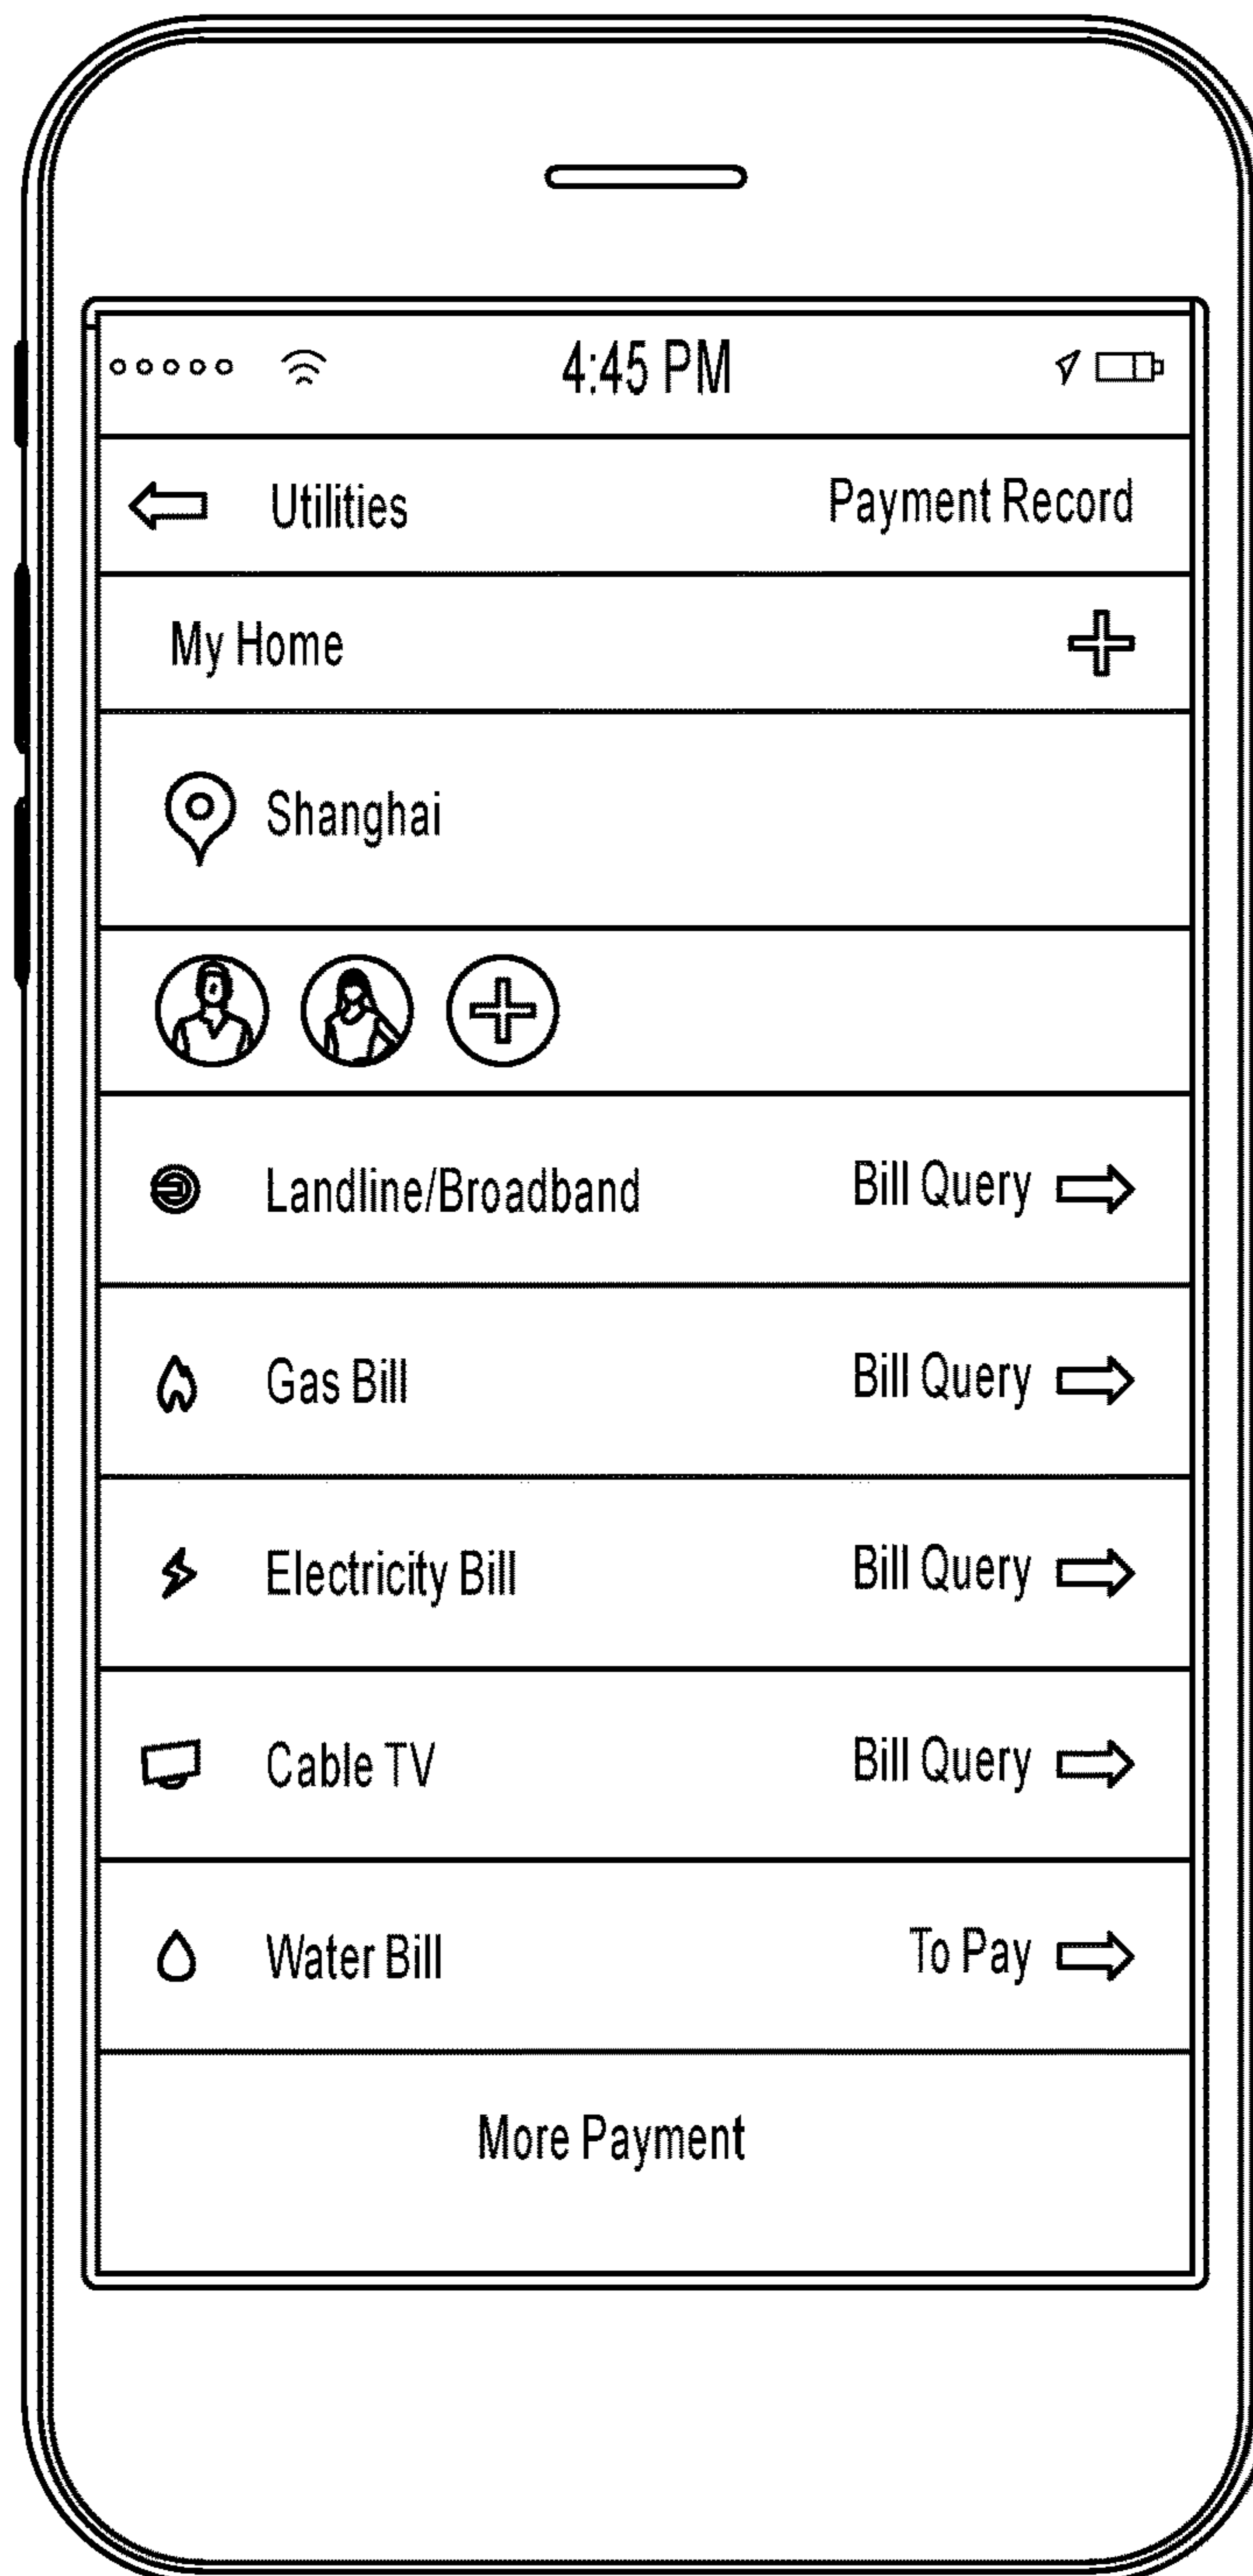 4:45 PM
Utilities Payment Record
My Home
Shanghai
Landline/Broadband Bill Query
Gas Bill Bill Query
Electricity Bill Bill Query
Cable TV Bill Query
Water Bill To Pay
More Payment